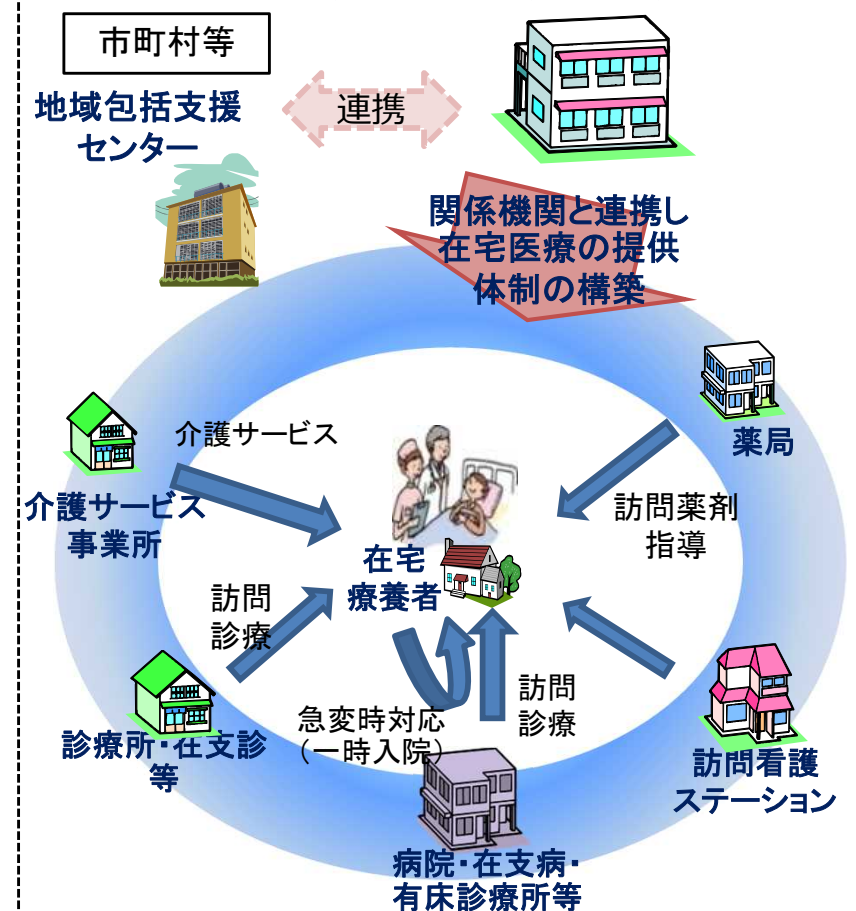 市町村等
地域包括支援
センター
連携
関係機関と連携し
在宅医療の提供
体制の構築
薬局
介護サービス
介護サービス
事業所
訪問薬剤
指導
在宅
療養者
訪問
診療
急変時対応
（一時入院）
訪問
診療
診療所・在支診
等
訪問看護
ステーション
病院・在支病・
有床診療所等